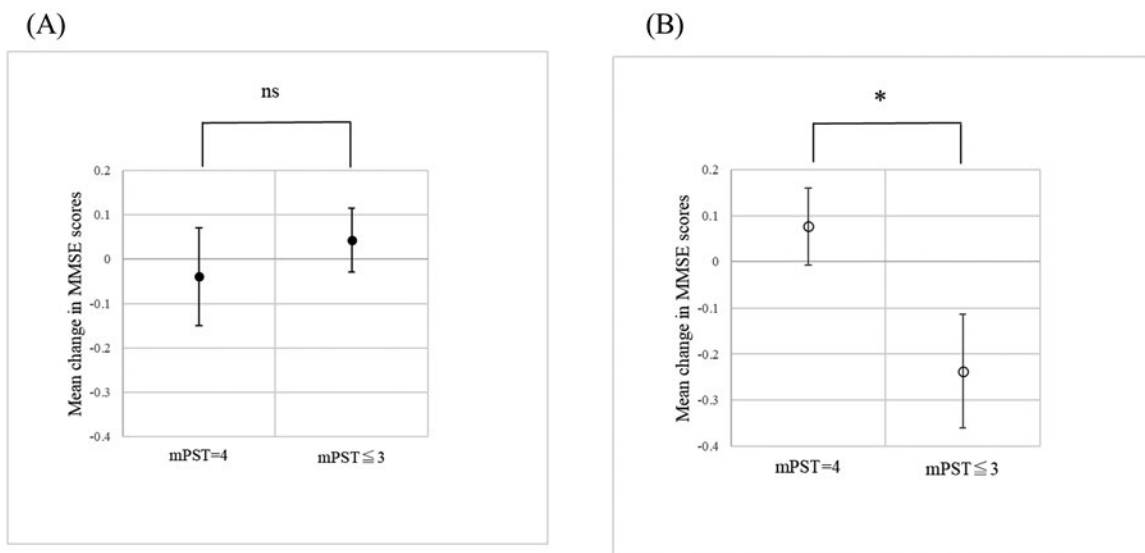 (A)
ns
Mean change in MMSE scores
0.2
0.1
0
-0.1
-0.2
-0.3
-0.4
mPST=4
mPST≦3
(B)
*
Mean change in MMSE scores
0.2
0.1
0
-0.1
-0.2
-0.3
-0.4
mPST=4
mPST≦3